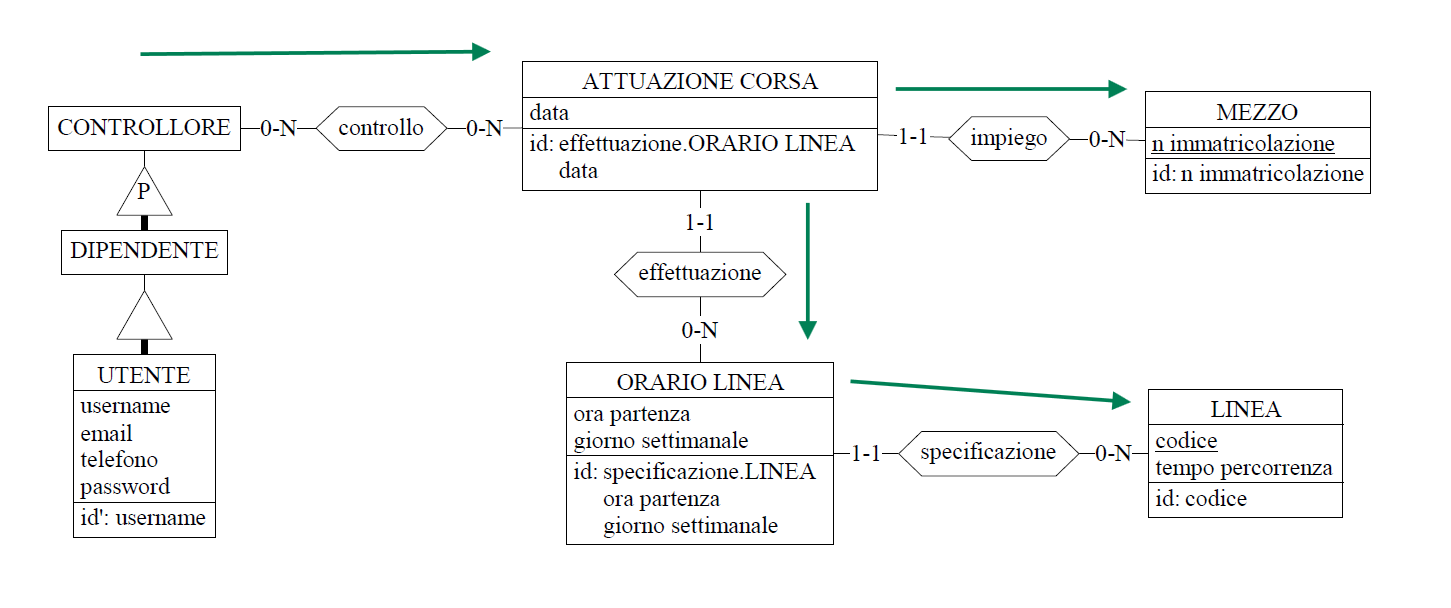 ATTUAZIONE CORSA
data
id: effettuazione.ORARIO LINEA
data
CONTROLLORE
0-N
controllo
0-N
1-1
impiego
0-N
MEZZO
n immatricolazione
id: n immatricolazione
P
DIPENDENTE
1-1
effettuazione
0-N
UTENTE
username
email
telefono
password
id': username
ORARIO LINEA
ora partenza
giorno settimanale
id: specificazione.LINEA
ora partenza
giorno settimanale
1-1
specificazione
0-N
LINEA
codice
tempo percorrenza
id: codice